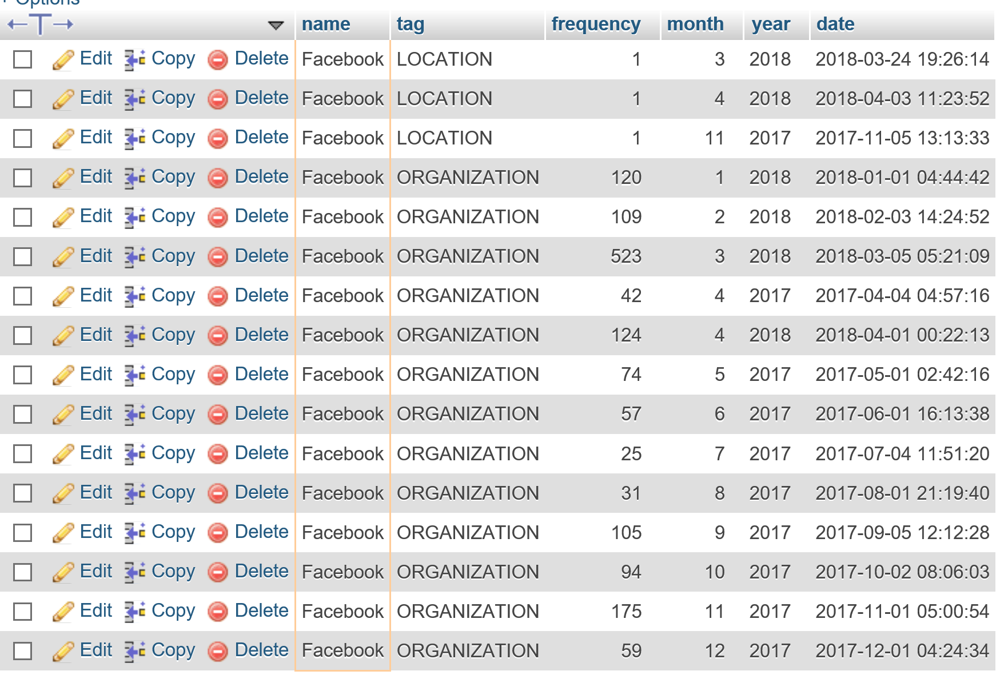 + Options
←T→ name tag frequency month year date
Edit Copy Delete Facebook LOCATION 1 3 2018 2018-03-24 19:26:14
Edit Copy Delete Facebook LOCATION 1 4 2018 2018-04-03 11:23:52
Edit Copy Delete Facebook LOCATION 1 11 2017 2017-11-05 13:13:33
Edit Copy Delete Facebook ORGANIZATION 120 1 2018 2018-01-01 04:44:42
Edit Copy Delete Facebook ORGANIZATION 109 2 2018 2018-02-03 14:24:52
Edit Copy Delete Facebook ORGANIZATION 523 3 2018 2018-03-05 05:21:09
Edit Copy Delete Facebook ORGANIZATION 42 4 2017 2017-04-04 04:57:16
Edit Copy Delete Facebook ORGANIZATION 124 4 2018 2018-04-01 00:22:13
Edit Copy Delete Facebook ORGANIZATION 74 5 2017 2017-05-01 02:42:16
Edit Copy Delete Facebook ORGANIZATION 57 6 2017 2017-06-01 16:13:38
Edit Copy Delete Facebook ORGANIZATION 25 7 2017 2017-07-04 11:51:20
Edit Copy Delete Facebook ORGANIZATION 31 8 2017 2017-08-01 21:19:40
Edit Copy Delete Facebook ORGANIZATION 105 9 2017 2017-09-05 12:12:28
Edit Copy Delete Facebook ORGANIZATION 94 10 2017 2017-10-02 08:06:03
Edit Copy Delete Facebook ORGANIZATION 175 11 2017 2017-11-01 05:00:54
Edit Copy Delete Facebook ORGANIZATION 59 12 2017 2017-12-01 04:24:34